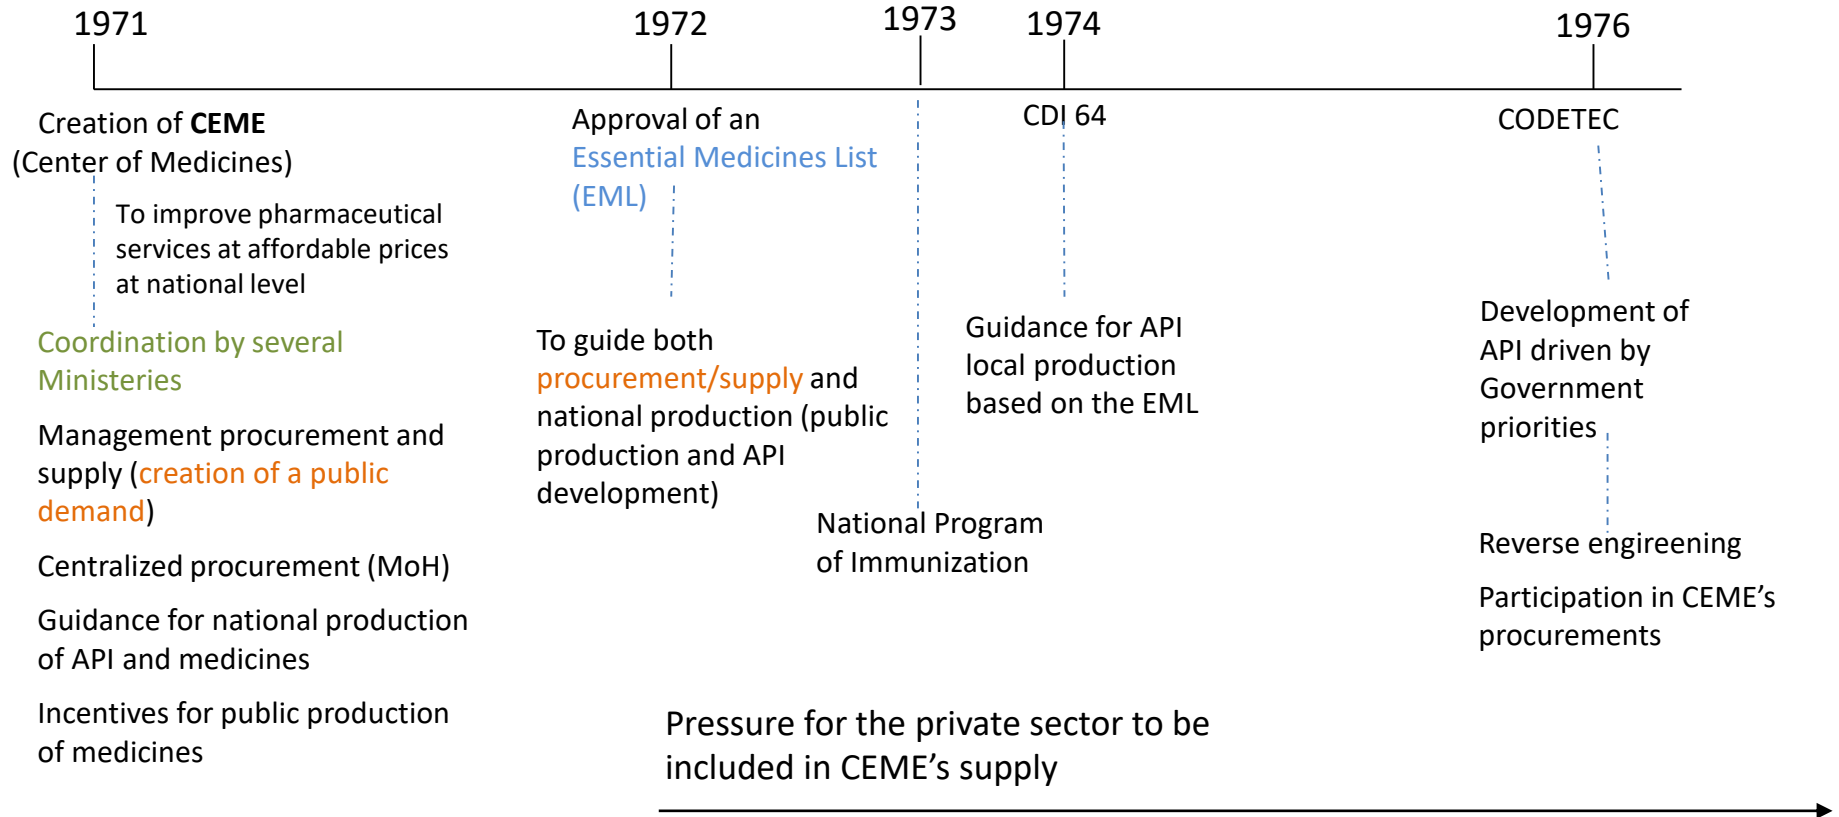 1971
1972
1973
1974
1976
Creation of CEME
(Center of Medicines)
To improve pharmaceutical
services at affordable prices
at national level
Coordination by several
Ministeries
Management procurement and
supply (creation of a public
demand)
Centralized procurement (MoH)
Guidance for national production
of API and medicines
Incentives for public production
of medicines
Approval of an
Essential Medicines List
(EML)
To guide both
procurement/supply and
national production (public
production and API
development)
National Program
of Immunization
CDI 64
Guidance for API
local production
based on the EML
CODETEC
Development of
API driven by
Government
priorities
Reverse engireening
Participation in CEME’s
procurements
Pressure for the private sector to be
included in CEME’s supply